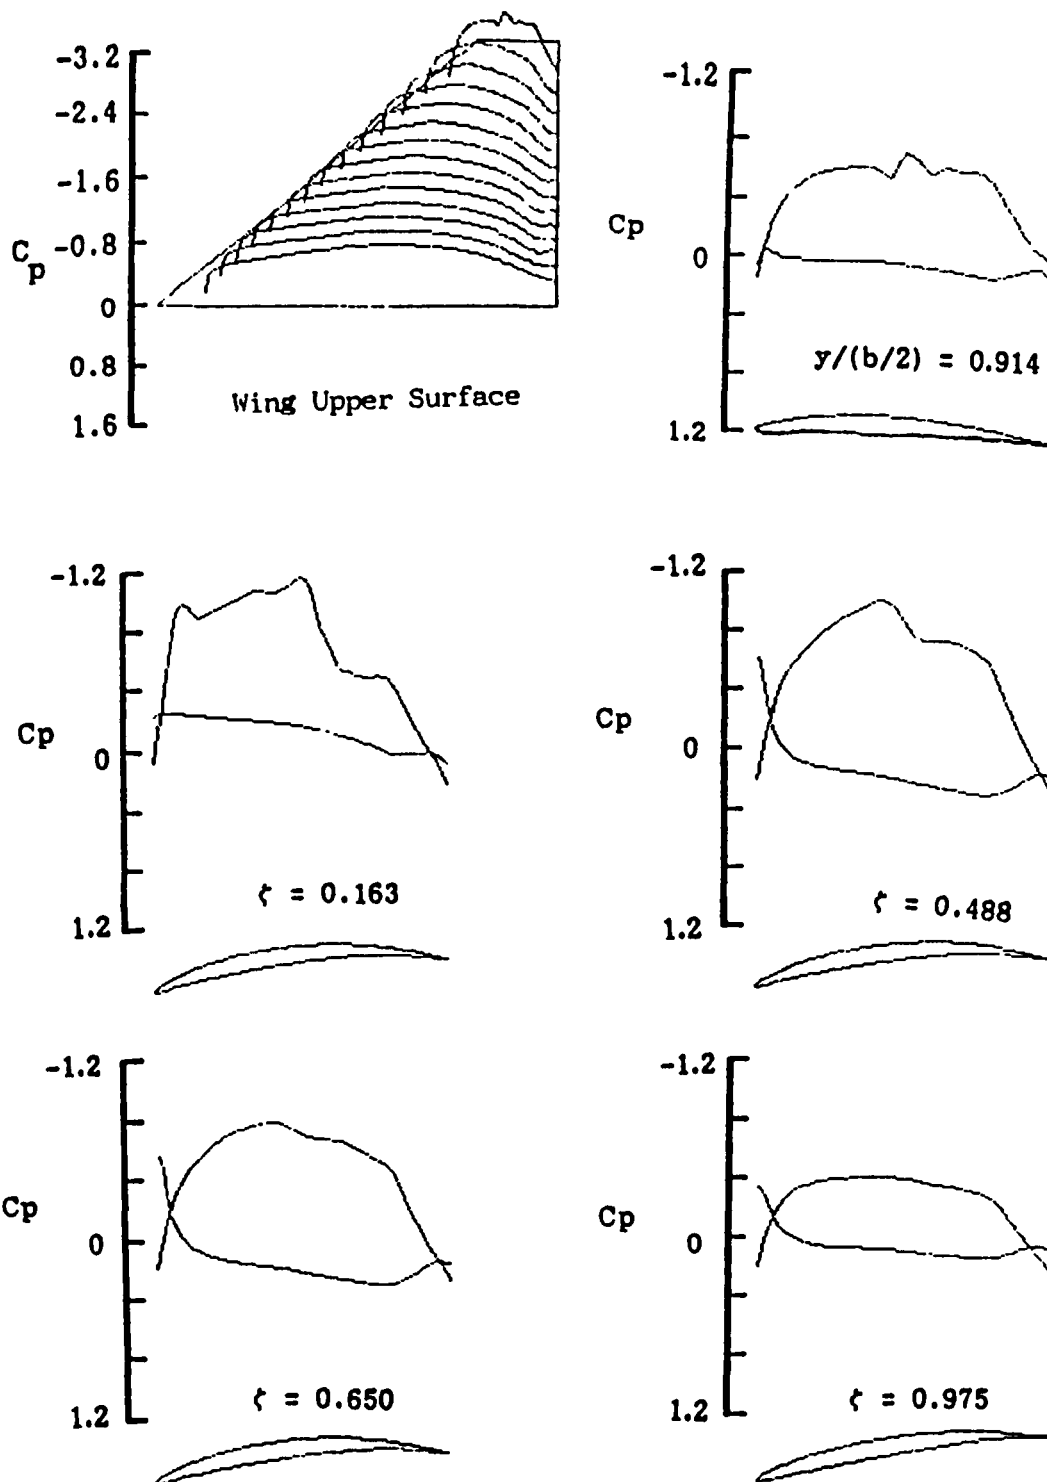 -3.2
-2.4
-1.6
-0.8
0
0.8
1.6
Cp
Wing Upper Surface
-1.2
Cp
0
1.2
y/(b/2) = 0.914
-1.2
Cp
0
1.2
ζ = 0.163
-1.2
Cp
0
1.2
ζ = 0.488
-1.2
Cp
0
1.2
ζ = 0.650
-1.2
Cp
0
1.2
ζ = 0.975